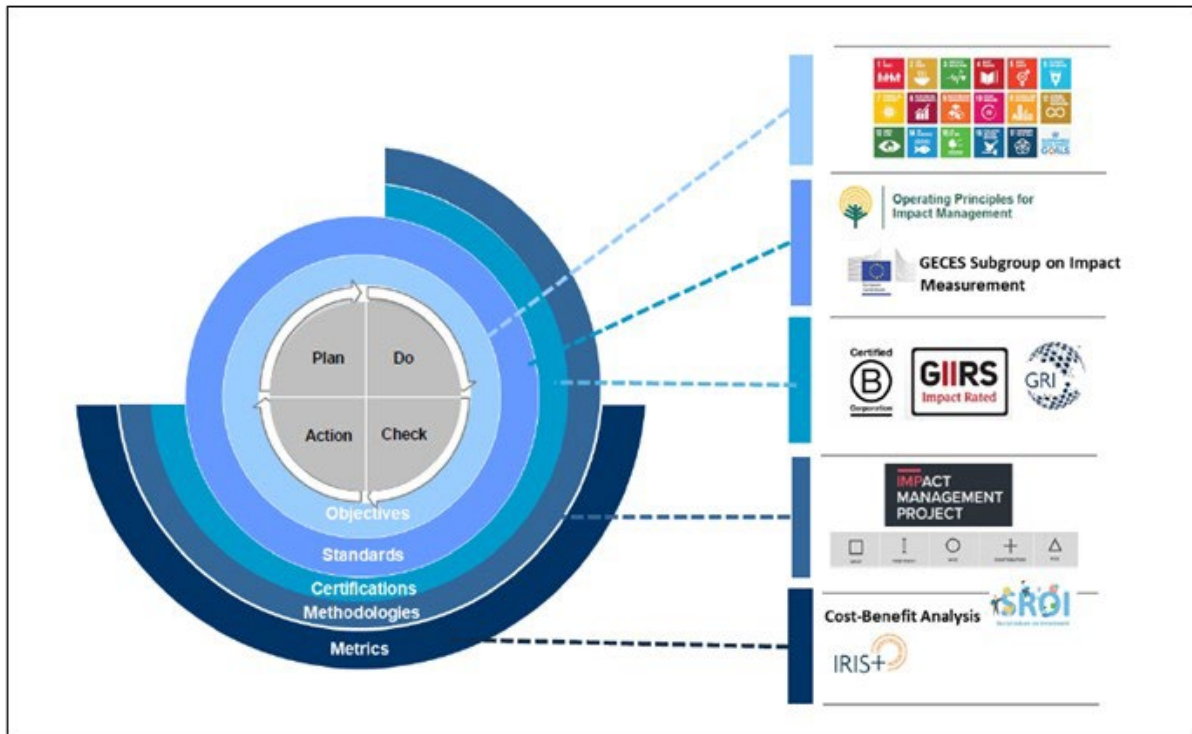 Plan
Do
Action
Check
Objectives
Standards
Certifications
Methodologies
Metrics
GOALS
Operating Principles for
Impact Management
GECES Subgroup on Impact
Measurement
Certified
B
Corporation
GIIRS
Impact Rated
GRI
IMPACT
MANAGEMENT
PROJECT
Cost-Benefit Analysis
SROI
IRIS+